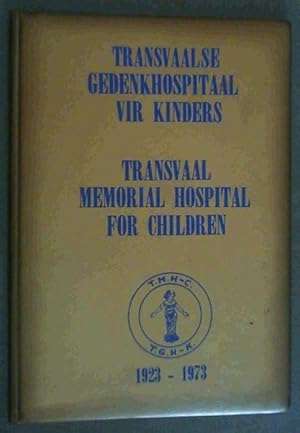 TRANSVAALSE
GEDENKHOSPITAAL
VIR KINDERS
TRANSVAAL
MEMORIAL HOSPITAL
FOR CHILDREN
T.M.H-C.
T.G.H-K.
1923 - 1973